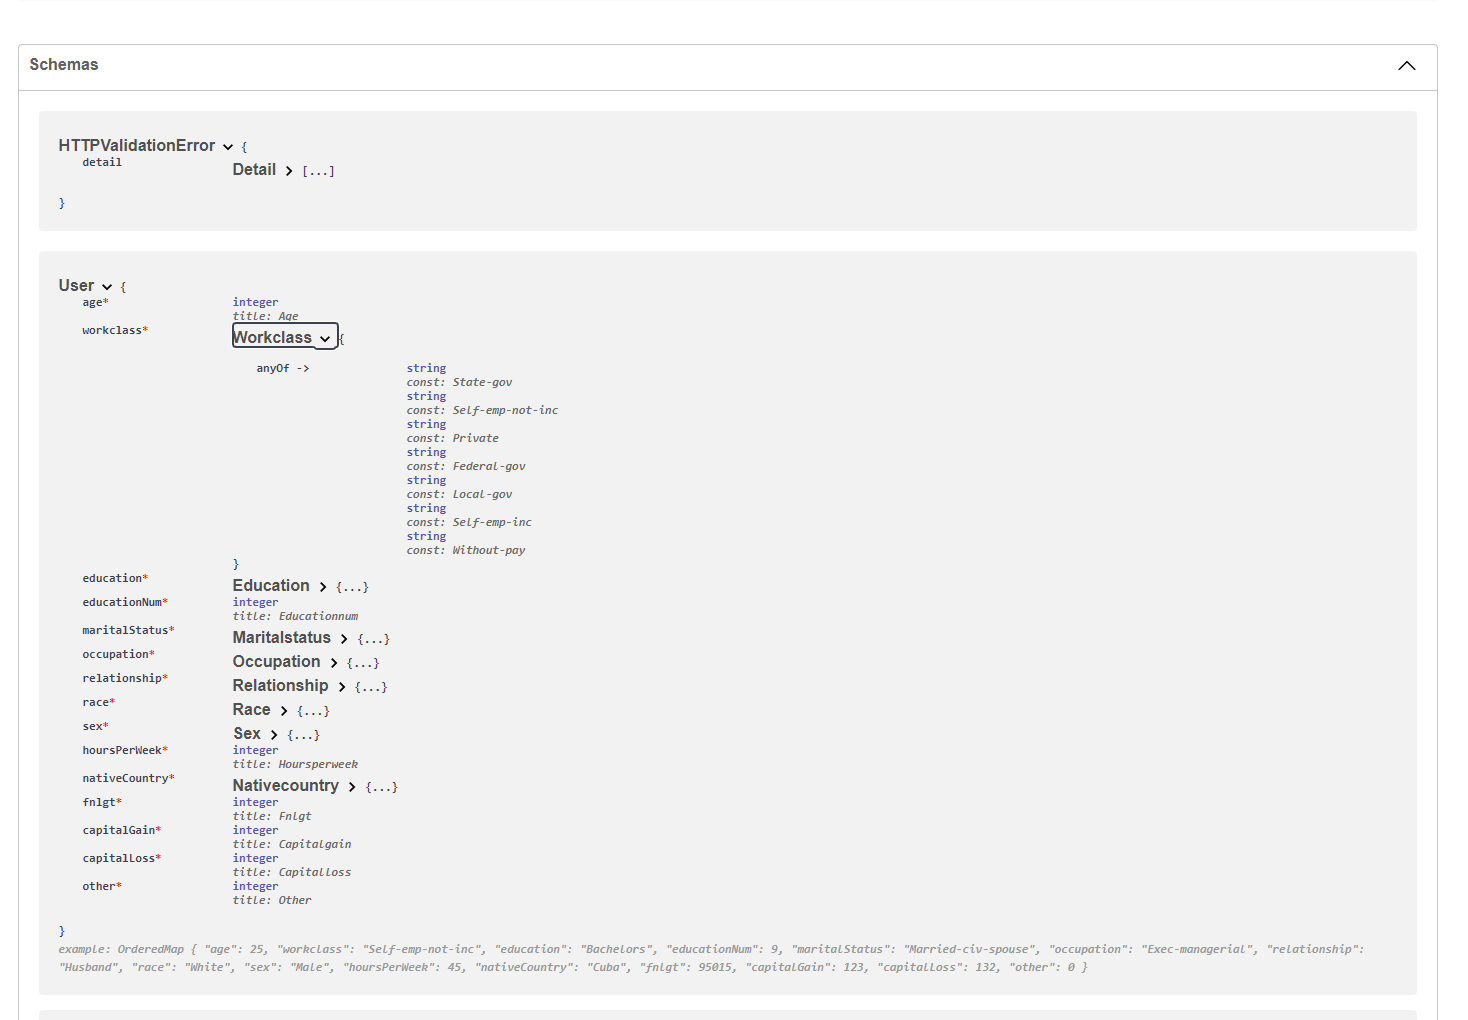 Schemas
HTTPValidationError {
detail Detail [...]
}
User {
age* integer
title: Age
workclass* Workclass {
anyOf -> string
const: State-gov
string
const: Self-emp-not-inc
string
const: Private
string
const: Federal-gov
string
const: Local-gov
string
const: Self-emp-inc
string
const: Without-pay
}
education* Education {...}
educationNum* integer
title: Educationnum
maritalStatus* Maritalstatus {...}
occupation* Occupation {...}
relationship* Relationship {...}
race* Race {...}
sex* Sex {...}
hoursPerWeek* integer
title: Hoursperweek
nativeCountry* Nativecountry {...}
fnlgt* integer
title: Fnlgt
capitalGain* integer
title: Capitalgain
capitalLoss* integer
title: Capitalloss
other* integer
title: Other
}
example: OrderedMap { "age": 25, "workclass": "Self-emp-not-inc", "education": "Bachelors", "educationNum": 9, "maritalStatus": "Married-civ-spouse", "occupation": "Exec-managerial", "relationship":
"Husband", "race": "White", "sex": "Male", "hoursPerWeek": 45, "nativeCountry": "Cuba", "fnlgt": 95015, "capitalGain": 123, "capitalLoss": 132, "other": 0 }